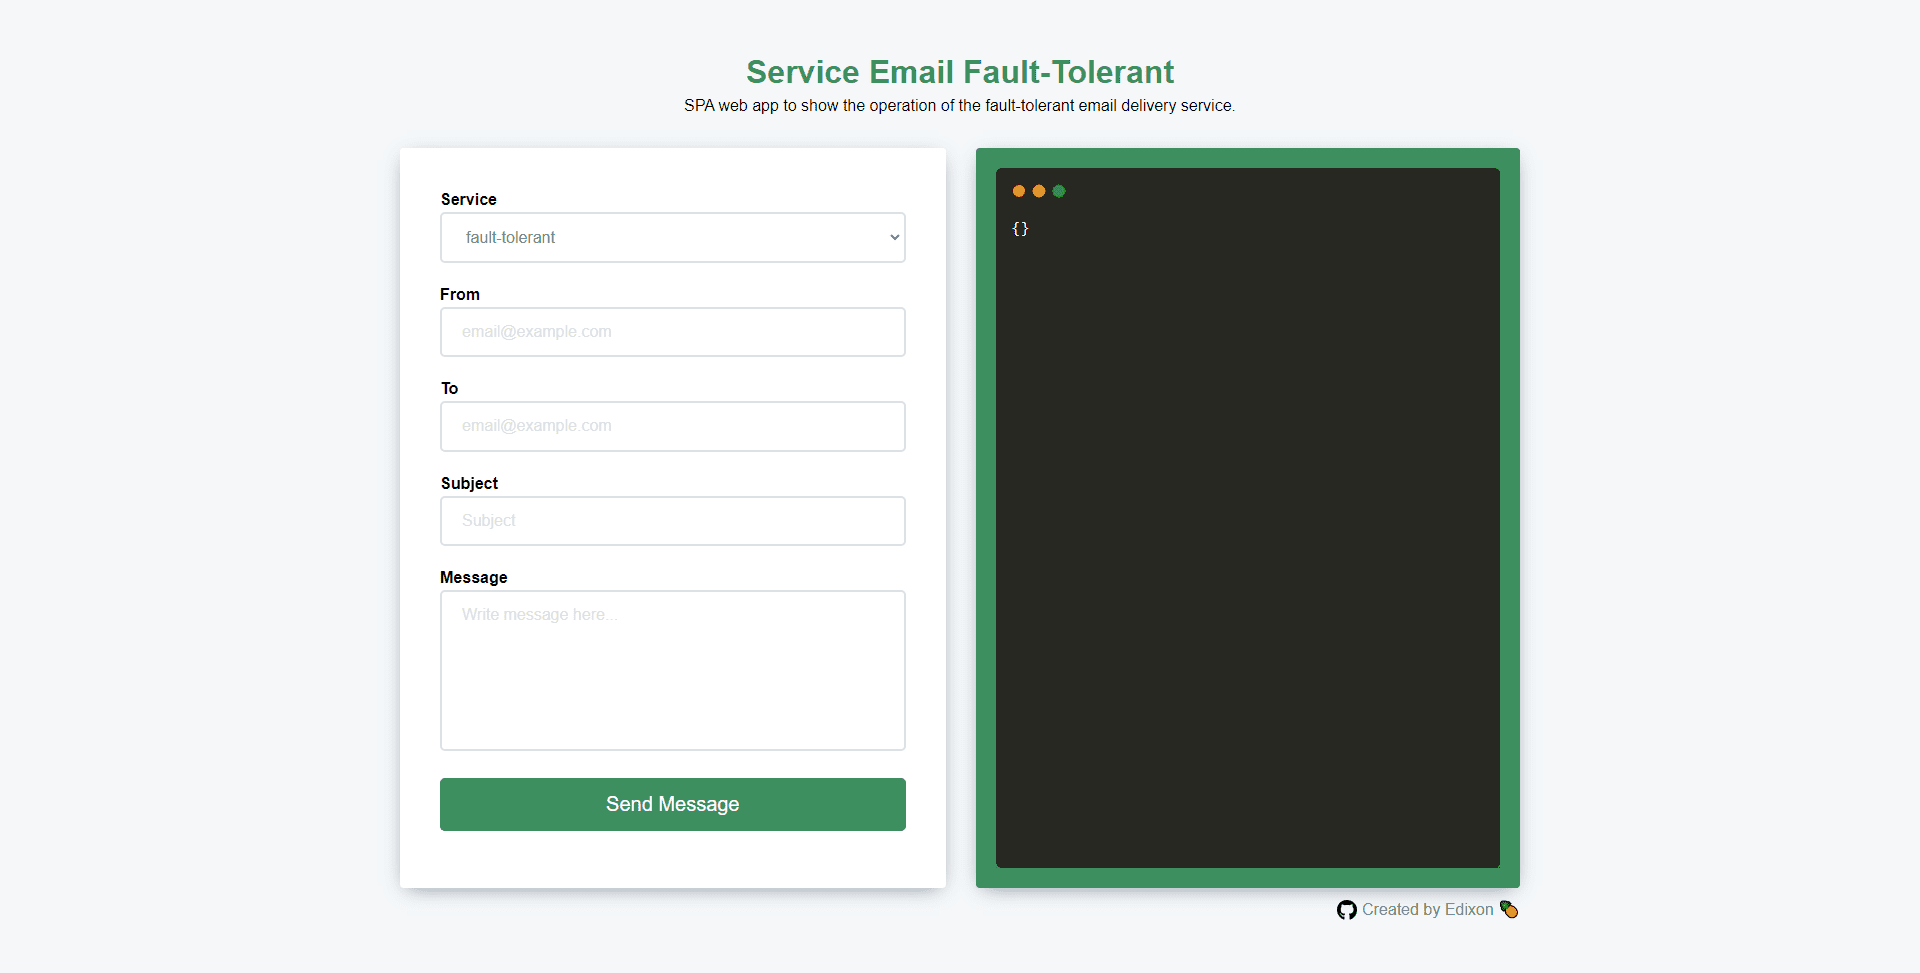 Service Email Fault-Tolerant
SPA web app to show the operation of the fault-tolerant email delivery service.
Service
fault-tolerant
From
email@example.com
To
email@example.com
Subject
Subject
Message
Write message here...
Send Message
{}
Created by Edixon